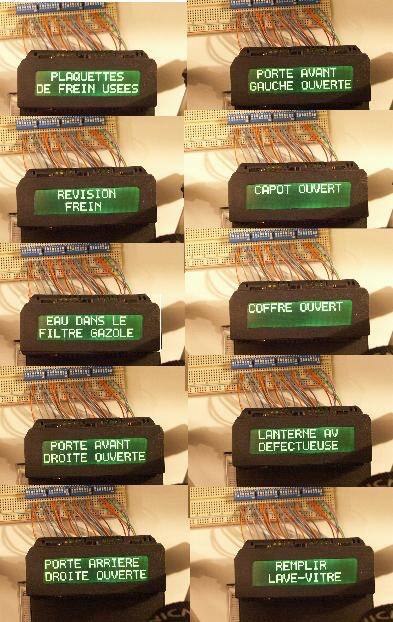 PLAQUETTES
DE FREIN USEES
PORTE AVANT
GAUCHE OUVERTE
REVISION
FREIN
CAPOT OUVERT
EAU DANS LE
FILTRE GAZOLE
COFFRE OUVERT
PORTE AVANT
DROITE OUVERTE
LANTERNE AV
DEFECTUEUSE
PORTE ARRIERE
DROITE OUVERTE
REMPLIR
LAVE-VITRE